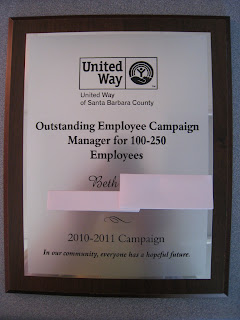 United
Way
United Way
of Santa Barbara County
Outstanding Employee Campaign
Manager for 100-250
Employees
Beth
2010-2011 Campaign
In our community, everyone has a hopeful future.